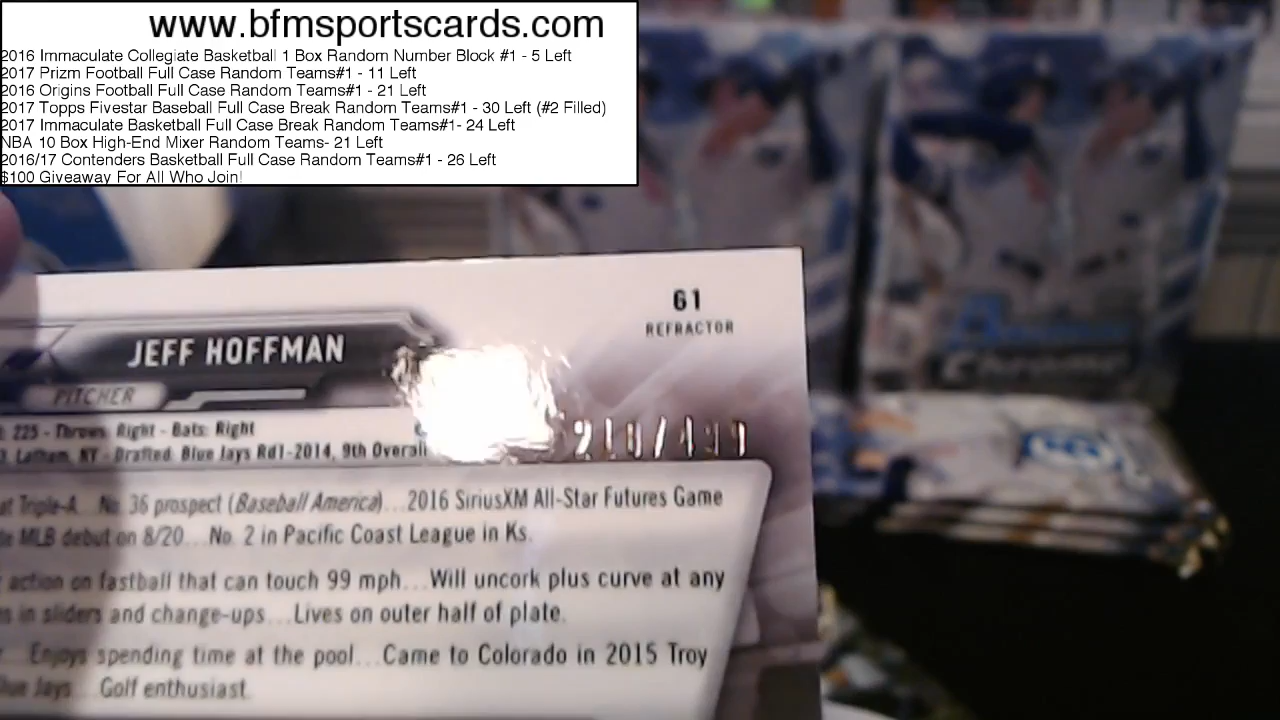 www.bfmsportscards.com
2016 Immaculate Collegiate Basketball 1 Box Random Number Block #1 - 5 Left
2017 Prizm Football Full Case Random Teams#1 - 11 Left
2016 Origins Football Full Case Random Teams#1 - 21 Left
2017 Topps Fivestar Baseball Full Case Break Random Teams#1 - 30 Left (#2 Filled)
2017 Immaculate Basketball Full Case Break Random Teams#1- 24 Left
NBA 10 Box High-End Mixer Random Teams- 21 Left
2016/17 Contenders Basketball Full Case Random Teams#1 - 26 Left
$100 Giveaway For All Who Join!
61
REFRACTOR
JEFF HOFFMAN
PITCHER
225 - Throws: Right - Bats: Right
/499
Latham, NY - Drafted: Blue Jays Rd1-2014, 9th Overall
at Triple-A... No. 36 prospect (Baseball America)...2016 SiriusXM All-Star Futures Game
MLB debut on 8/20...No. 2 in Pacific Coast League in Ks.
action on fastball that can touch 99 mph...Will uncork plus curve at any
in sliders and change-ups...Lives on outer half of plate.
Enjoys spending time at the pool...Came to Colorado in 2015 Troy
Blue Jays...Golf enthusiast.
Bowman
Chrome